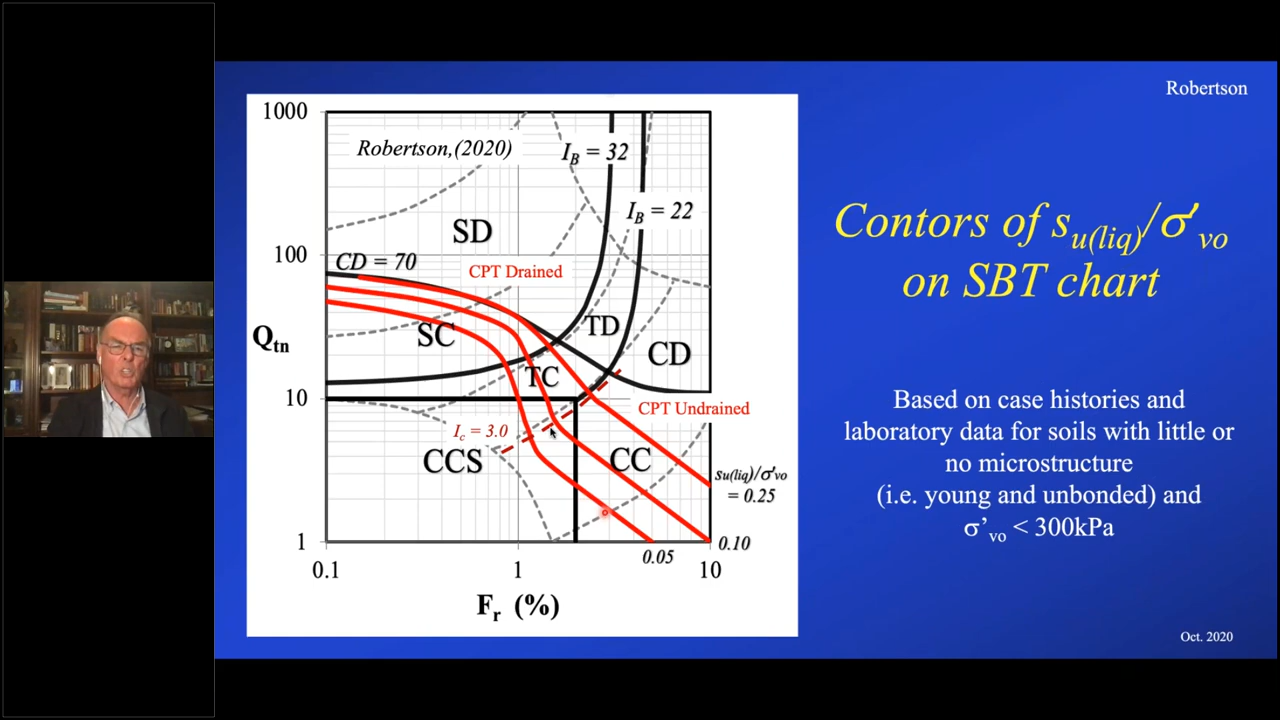 Robertson
1000
Robertson,(2020)
I_B = 32
I_B = 22
SD
100
CD = 70
CPT Drained
SC
TD
Q_tn
CD
TC
10
CPT Undrained
I_c = 3.0
CCS
CC
s_u(liq)/σ'_vo
= 0.25
1
0.10
0.05
0.1
1
10
F_r (%)
Contors of s_u(liq)/σ'_vo
on SBT chart
Based on case histories and
laboratory data for soils with little or
no microstructure
(i.e. young and unbonded) and
σ'_vo < 300kPa
Oct. 2020